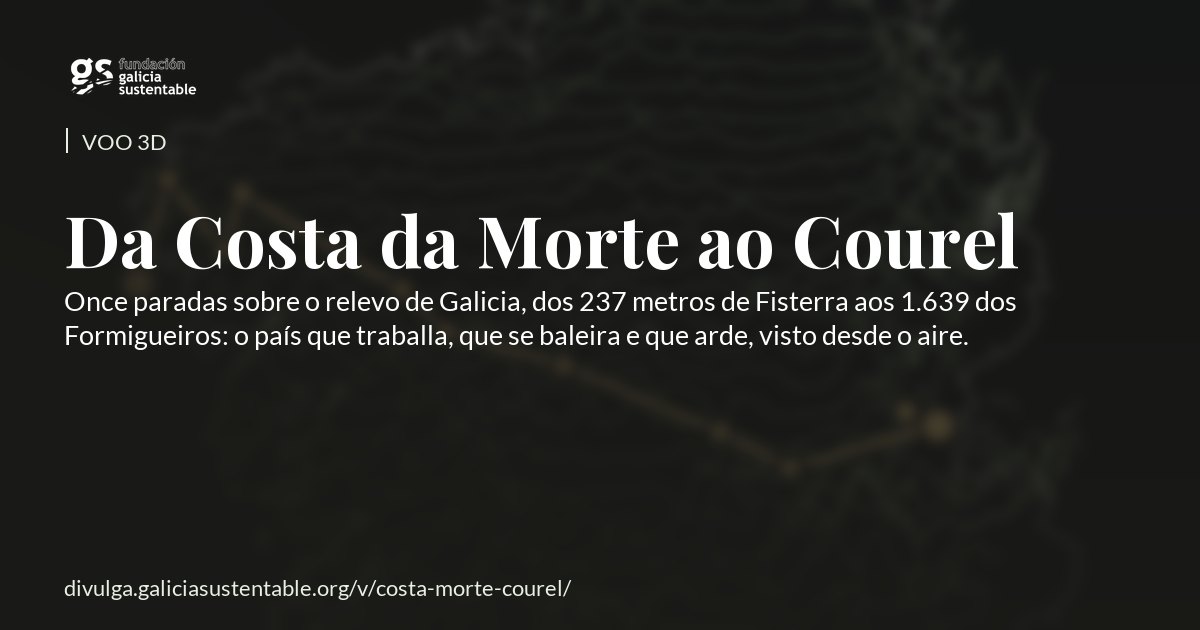 gs fundación
galicia
sustentable
VOO 3D
Da Costa da Morte ao Courel
Once paradas sobre o relevo de Galicia, dos 237 metros de Fisterra aos 1.639 dos
Formigueiros: o país que traballa, que se baleira e que arde, visto desde o aire.
divulga.galiciasustentable.org/v/costa-morte-courel/